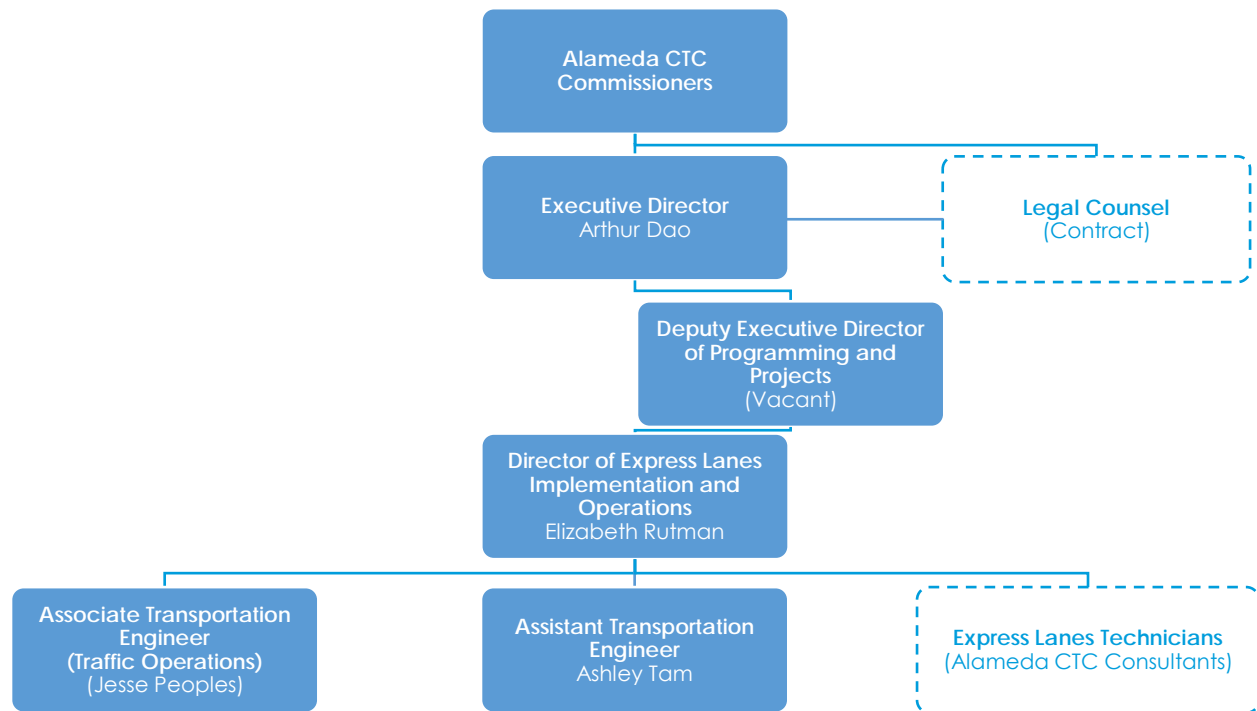 Alameda CTC
Commissioners
Executive Director
Arthur Dao
Legal Counsel
(Contract)
Deputy Executive Director
of Programming and
Projects
(Vacant)
Director of Express Lanes
Implementation and
Operations
Elizabeth Rutman
Associate Transportation
Engineer
(Traffic Operations)
(Jesse Peoples)
Assistant Transportation
Engineer
Ashley Tam
Express Lanes Technicians
(Alameda CTC Consultants)